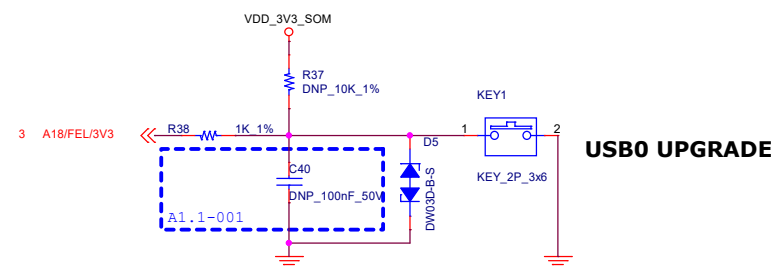 VDD_3V3_SOM
R37
DNP_10K_1%
KEY1
3 A18/FEL/3V3
R38 1K_1%
1 2
D5
USB0 UPGRADE
C40
KEY_2P_3x6
DNP_100nF_50V
DW03D-B-S
A1.1-001